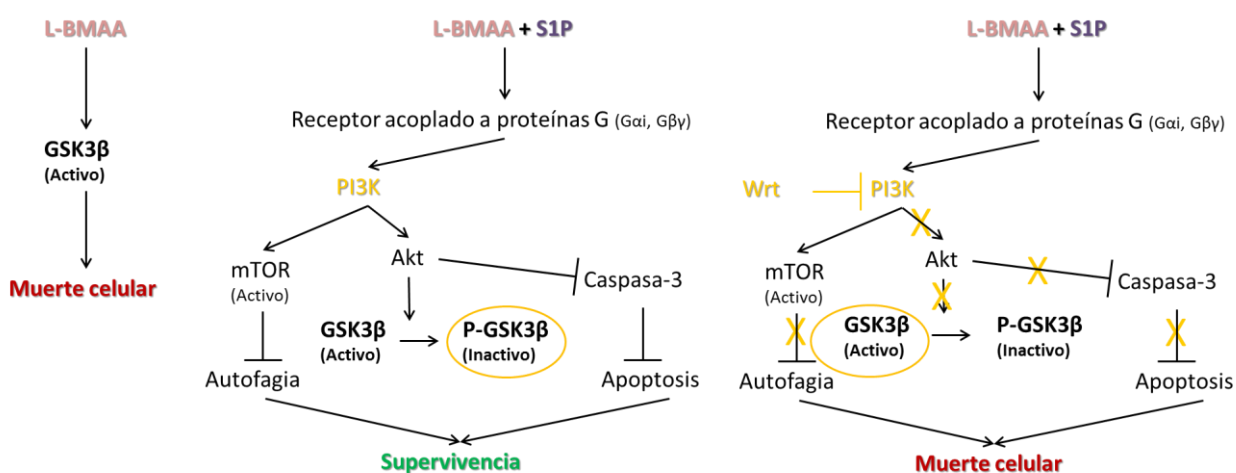 L-BMAA
GSK3β
(Activo)
Muerte celular
L-BMAA + S1P
Receptor acoplado a proteínas G (Gαi, Gβγ)
PI3K
mTOR
(Activo)
Akt
Caspasa-3
GSK3β
(Activo)
P-GSK3β
(Inactivo)
Autofagia
Apoptosis
Supervivencia
L-BMAA + S1P
Receptor acoplado a proteínas G (Gαi, Gβγ)
Wrt
PI3K
X
mTOR
(Activo)
Akt
X
Caspasa-3
X
X
GSK3β
(Activo)
P-GSK3β
(Inactivo)
X
Autofagia
Apoptosis
Muerte celular